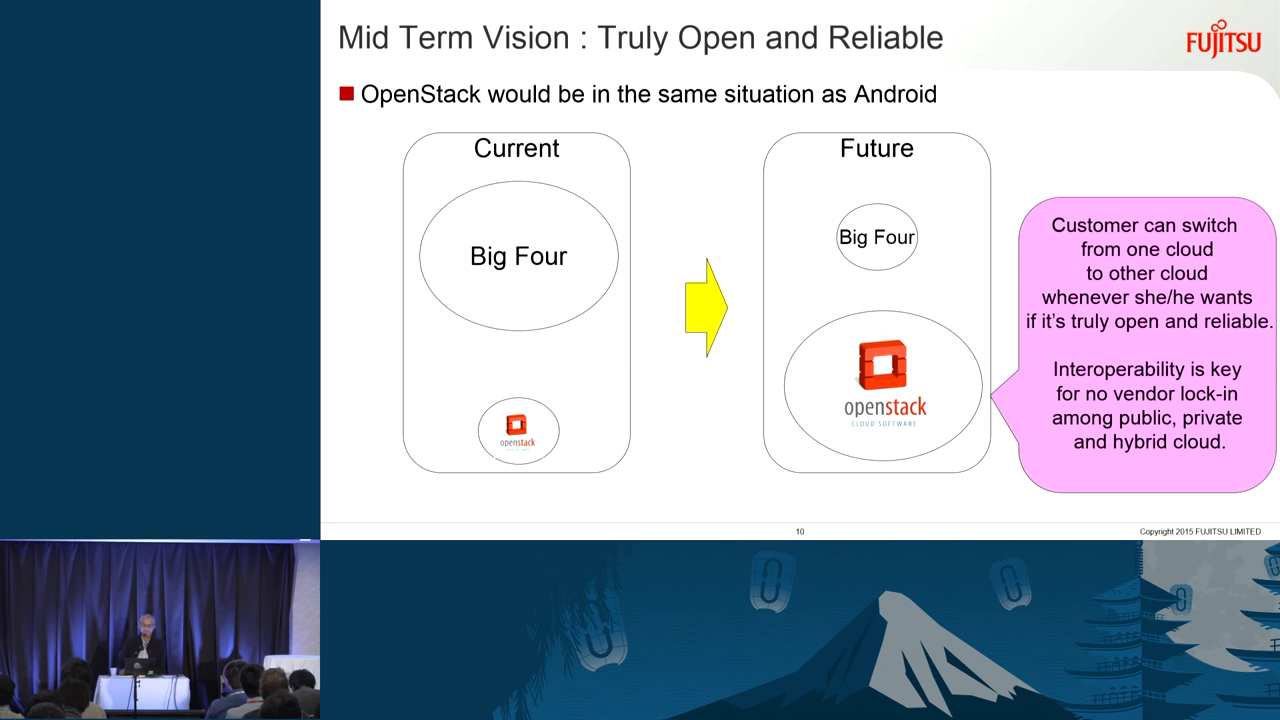 Mid Term Vision : Truly Open and Reliable
FUJITSU
OpenStack would be in the same situation as Android
Current
Big Four
openstack
Future
Big Four
openstack
CLOUD SOFTWARE
Customer can switch
from one cloud
to other cloud
whenever she/he wants
if it's truly open and reliable.
Interoperability is key
for no vendor lock-in
among public, private
and hybrid cloud.
10
Copyright 2015 FUJITSU LIMITED